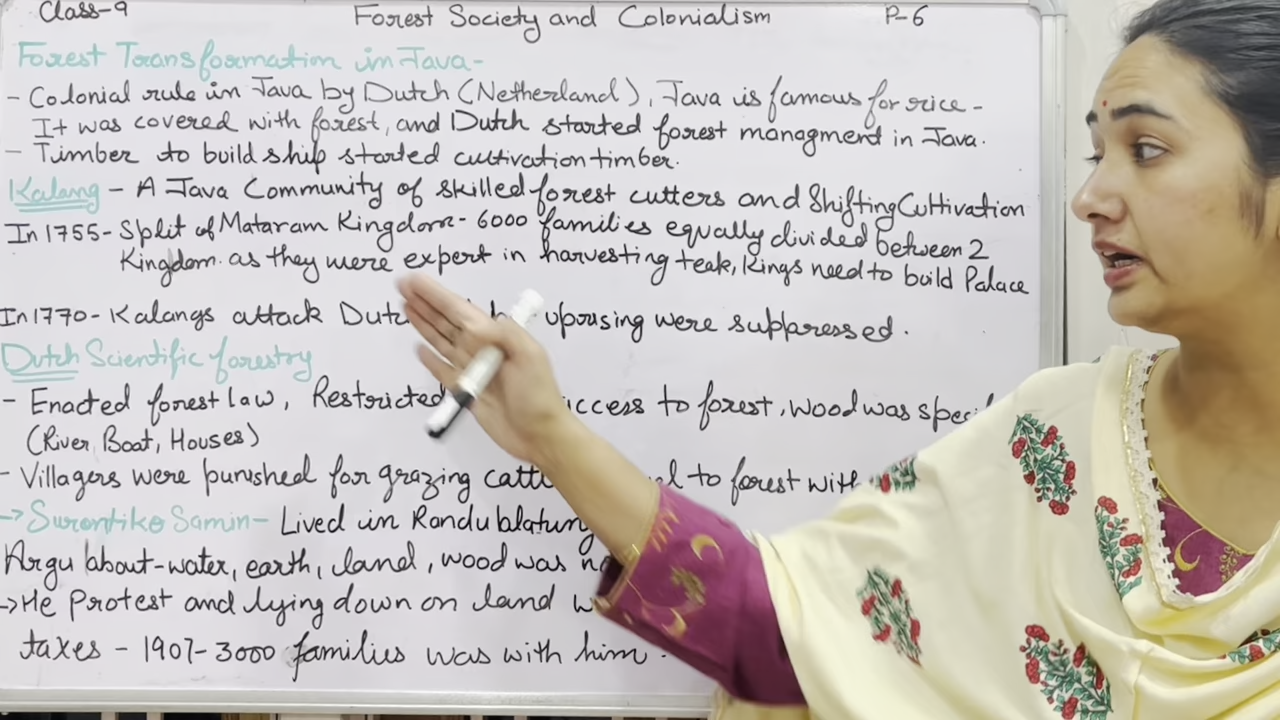 Class-9 Forest Society and Colonialism P-6
Forest Transformation in Java-
- Colonial rule in Java by Dutch (Netherland), Java is famous for rice -
It was covered with forest, and Dutch started forest managment in Java.
- Timber to build ship started cultivation timber.
Kalang - A Java Community of skilled forest cutters and Shifting Cultivation
In 1755- Split of Mataram Kingdom- 6000 families equally divided between 2
Kingdom. as they were expert in harvesting teak, Kings need to build Palace
In 1770- Kalangs attack uprising were suppressed.
Dutch Scientific forestry
- Enacted forest law, Restricted access to forest, wood was
(River, Boat, Houses)
- Villagers were punished for grazing to forest
→ Surontiko Samin- Lived in Randublatung
Argu about-water, earth, land, wood was
→ He Protest and lying down on land
taxes - 1907- 3000 families was with him.